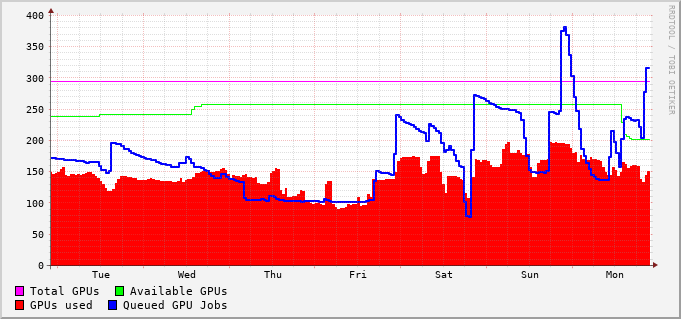 400
350
300
250
200
150
100
50
0
Tue Wed Thu Fri Sat Sun Mon
Total GPUs Available GPUs
GPUs used Queued GPU Jobs
RRDTOOL / TOBI OETIKER